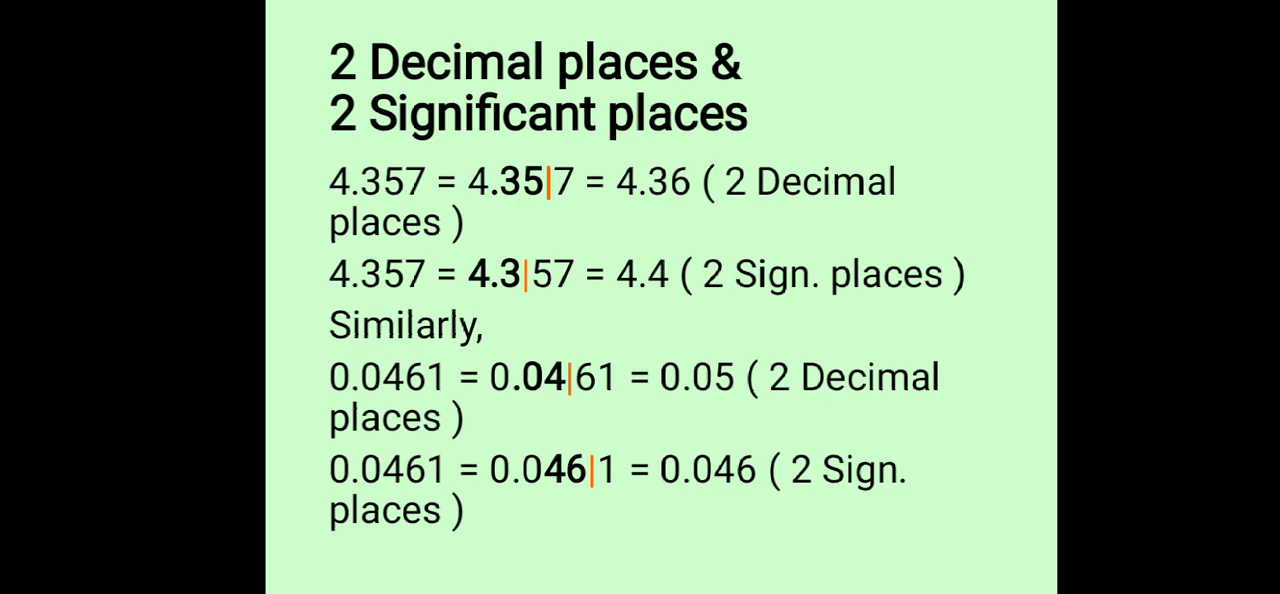 2 Decimal places &
2 Significant places
4.357 = 4.35|7 = 4.36 ( 2 Decimal
places )
4.357 = 4.3|57 = 4.4 ( 2 Sign. places )
Similarly,
0.0461 = 0.04|61 = 0.05 ( 2 Decimal
places )
0.0461 = 0.046|1 = 0.046 ( 2 Sign.
places )